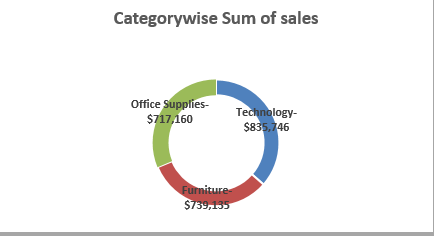 Categorywise Sum of sales
Office Supplies-
$717,160
Technology-
$835,746
Furniture-
$739,135